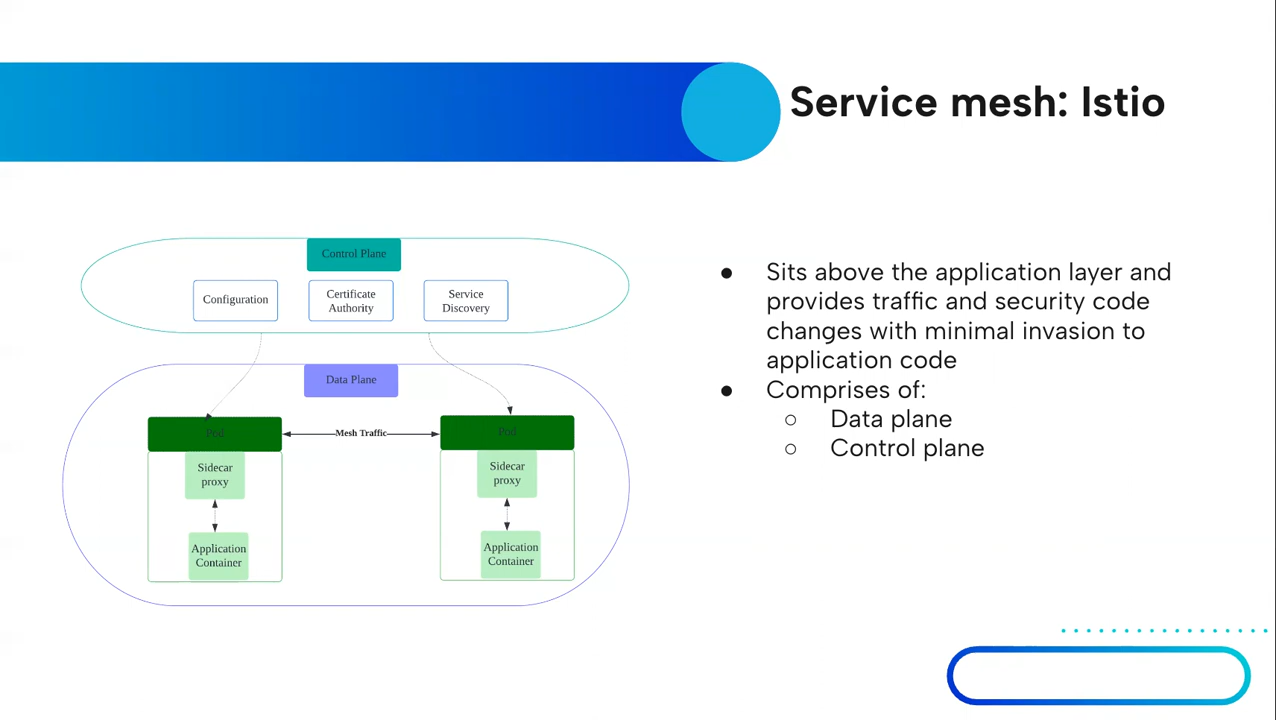 Service mesh: Istio
Control Plane
Configuration
Certificate
Authority
Service
Discovery
Data Plane
Pod
Mesh Traffic
Pod
Sidecar
proxy
Sidecar
proxy
Application
Container
Application
Container
● Sits above the application layer and
provides traffic and security code
changes with minimal invasion to
application code
● Comprises of:
○ Data plane
○ Control plane